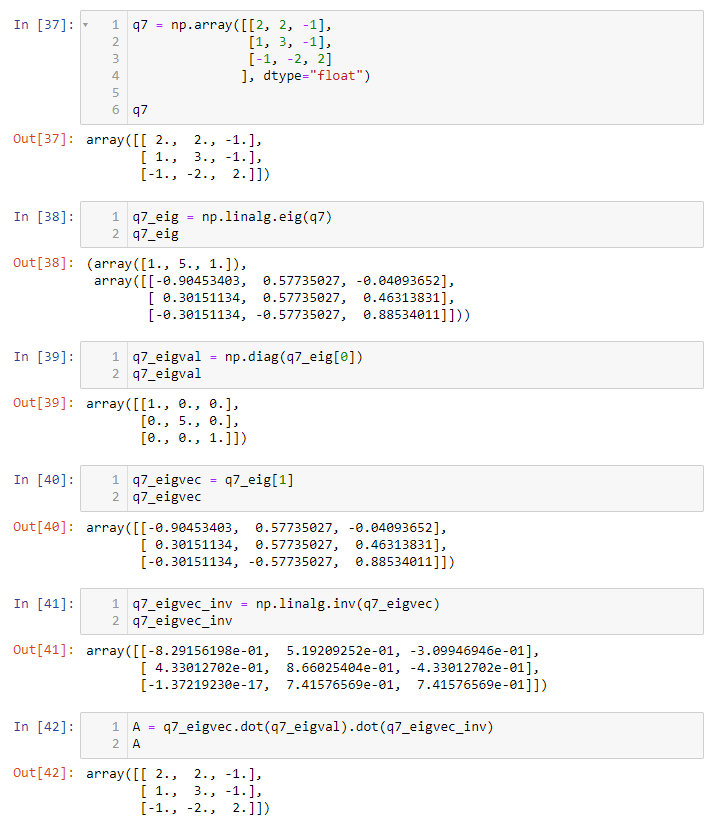 In [37]: 1 q7 = np.array([[2, 2, -1],
2 [1, 3, -1],
3 [-1, -2, 2]
4 ], dtype="float")
5
6 q7
Out[37]: array([[ 2.,  2., -1.],
[ 1.,  3., -1.],
[-1., -2.,  2.]])
In [38]: 1 q7_eig = np.linalg.eig(q7)
2 q7_eig
Out[38]: (array([1., 5., 1.]),
array([[-0.90453403,  0.57735027, -0.04093652],
[ 0.30151134,  0.57735027,  0.46313831],
[-0.30151134, -0.57735027,  0.88534011]]))
In [39]: 1 q7_eigval = np.diag(q7_eig[0])
2 q7_eigval
Out[39]: array([[1., 0., 0.],
[0., 5., 0.],
[0., 0., 1.]])
In [40]: 1 q7_eigvec = q7_eig[1]
2 q7_eigvec
Out[40]: array([[-0.90453403,  0.57735027, -0.04093652],
[ 0.30151134,  0.57735027,  0.46313831],
[-0.30151134, -0.57735027,  0.88534011]])
In [41]: 1 q7_eigvec_inv = np.linalg.inv(q7_eigvec)
2 q7_eigvec_inv
Out[41]: array([[-8.29156198e-01,  5.19209252e-01, -3.09946946e-01],
[ 4.33012702e-01,  8.66025404e-01, -4.33012702e-01],
[-1.37219230e-17,  7.41576569e-01,  7.41576569e-01]])
In [42]: 1 A = q7_eigvec.dot(q7_eigval).dot(q7_eigvec_inv)
2 A
Out[42]: array([[ 2.,  2., -1.],
[ 1.,  3., -1.],
[-1., -2.,  2.]])